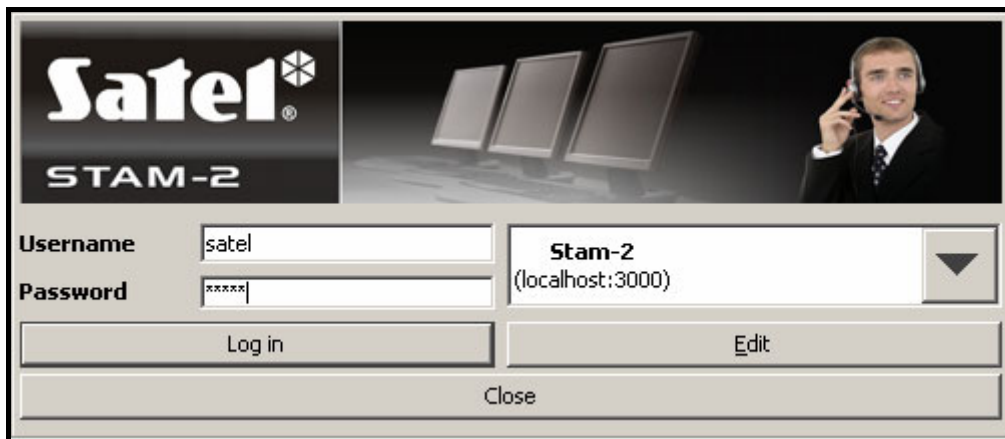 Satel®
STAM-2
Username
satel
Password
*****
Stam-2
(localhost:3000)
Log in
Edit
Close